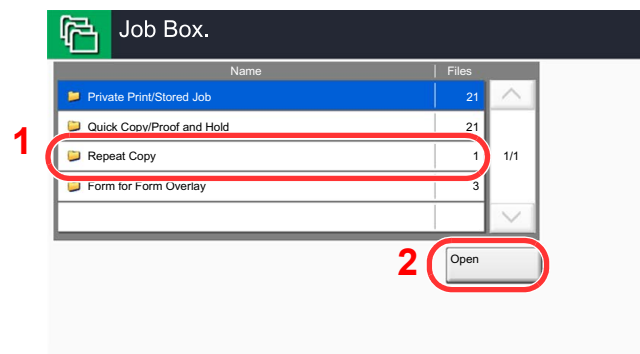 Job Box.
Name Files
Private Print/Stored Job 21
Quick Copy/Proof and Hold 21
1
Repeat Copy 1 1/1
Form for Form Overlay 3
2
Open